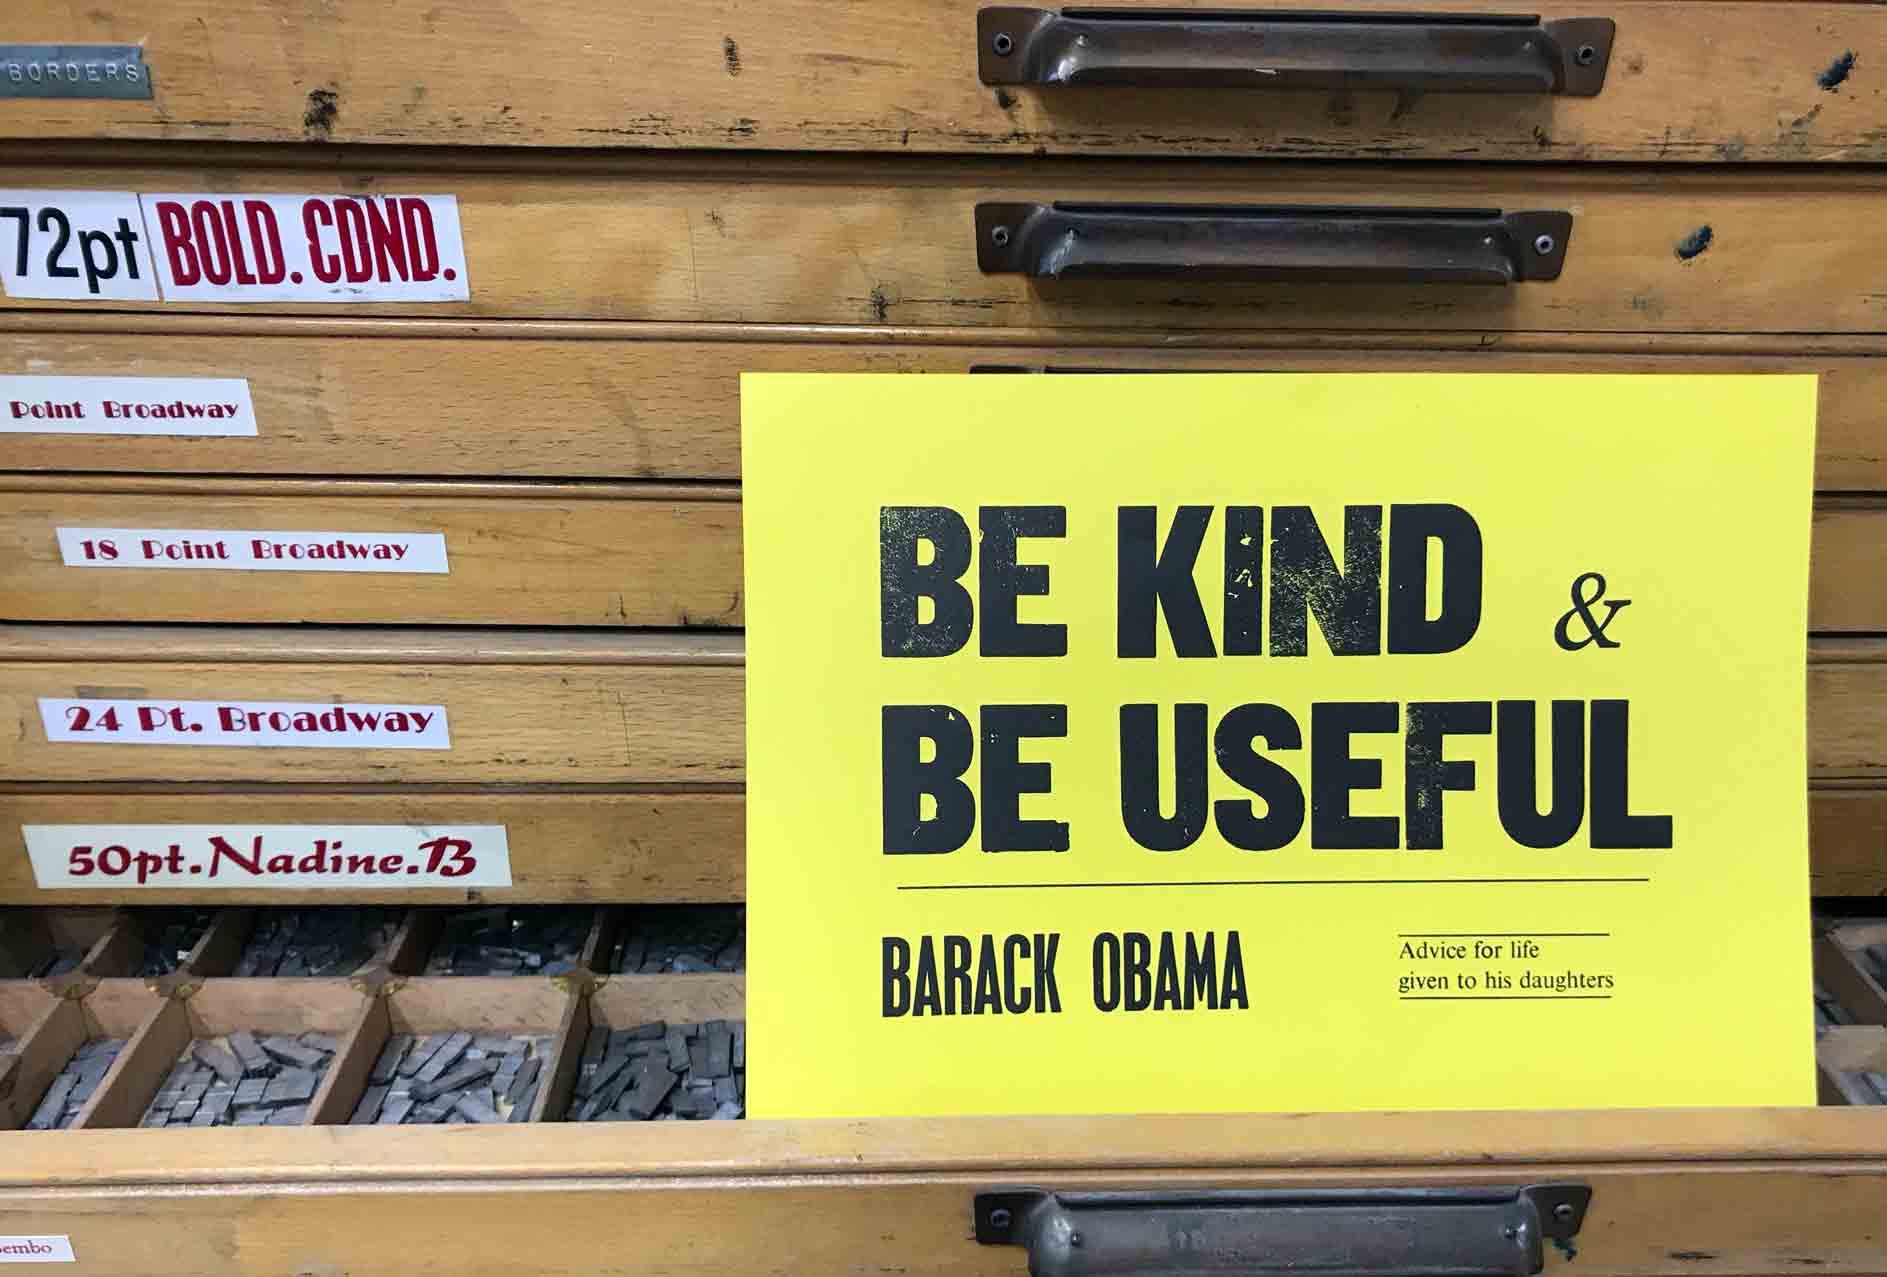 BORDERS
72pt BOLD.CDND.
Point Broadway
18 Point Broadway
24 Pt. Broadway
50pt.Nadine.B
BE KIND &
BE USEFUL
BARACK OBAMA
Advice for life
given to his daughters